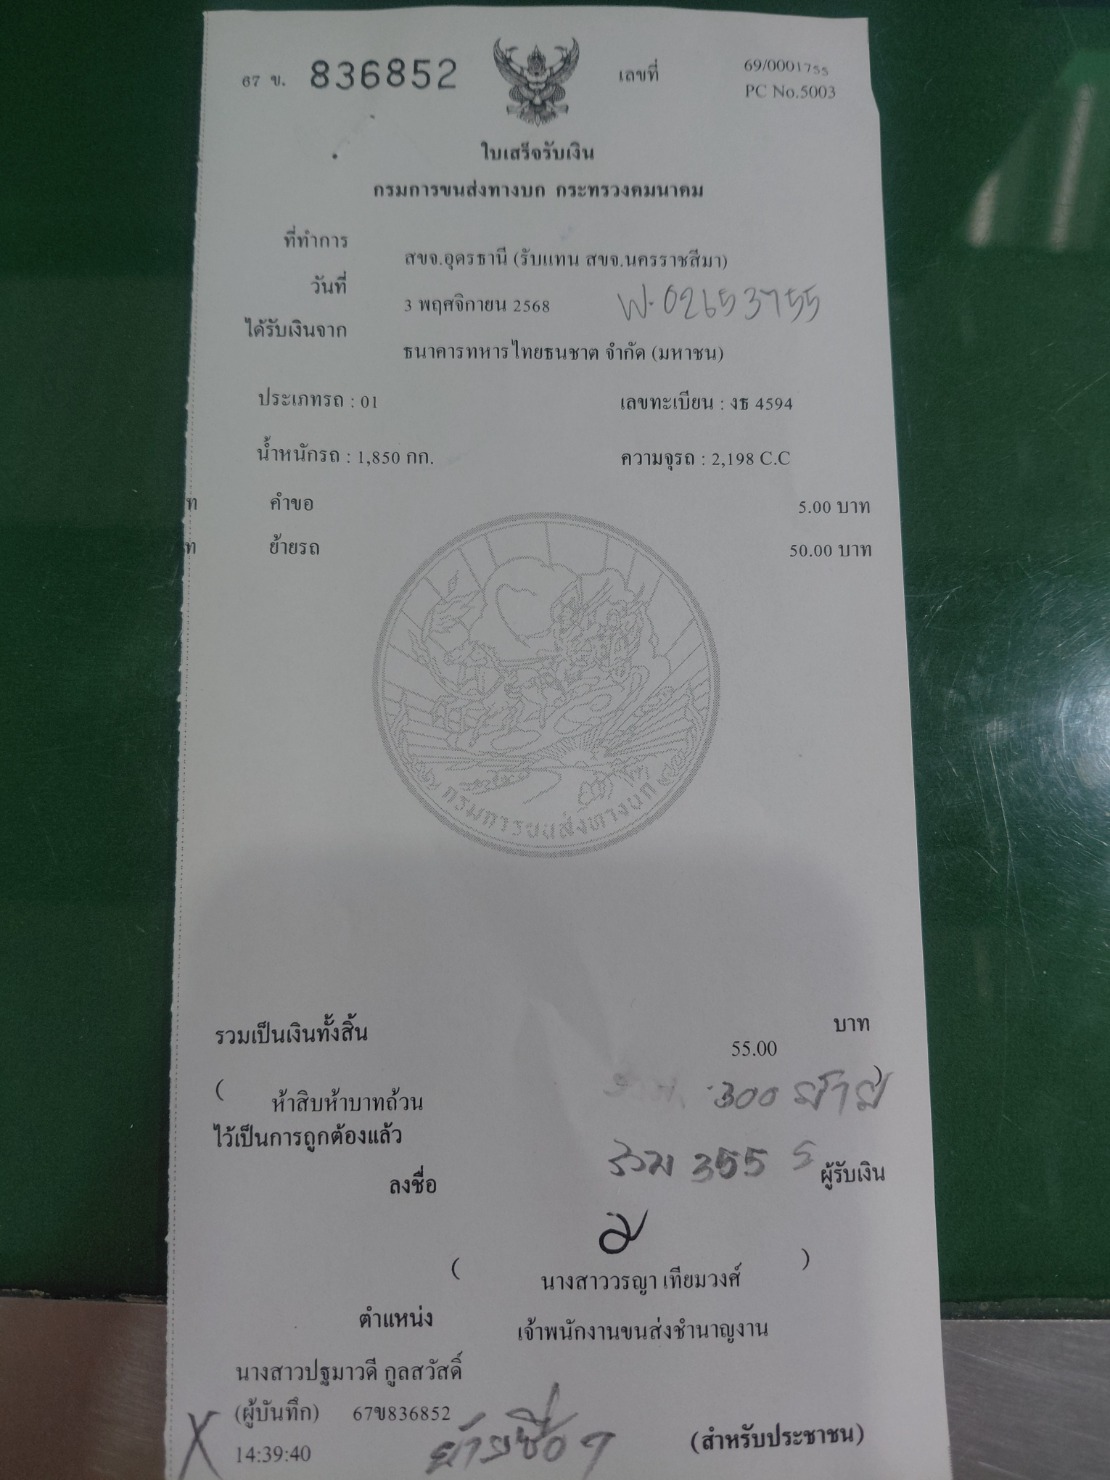 67 ข. 836852 เลขที่ 69/0001755
PC No.5003
ใบเสร็จรับเงิน
กรมการขนส่งทางบก กระทรวงคมนาคม
ที่ทำการ สขจ.อุดรธานี (รับแทน สขจ.นครราชสีมา)
วันที่ 3 พฤศจิกายน 2568 W-02653755
ได้รับเงินจาก ธนาคารทหารไทยธนชาต จำกัด (มหาชน)
ประเภทรถ : 01 เลขทะเบียน : งธ 4594
น้ำหนักรถ : 1,850 กก. ความจุรถ : 2,198 C.C
ท คำขอ 5.00 บาท
ท ย้ายรถ 50.00 บาท
กรมการขนส่งทางบก
รวมเป็นเงินทั้งสิ้น 55.00 บาท
( ห้าสิบห้าบาทถ้วน ) 300
ไว้เป็นการถูกต้องแล้ว
รวม 355
ลงชื่อ ผู้รับเงิน
( นางสาววรญา เทียมวงศ์ )
ตำแหน่ง เจ้าพนักงานขนส่งชำนาญงาน
นางสาวปฐมาวดี กูลสวัสดิ์
(ผู้บันทึก) 67ข836852
X 14:39:40 (สำหรับประชาชน)